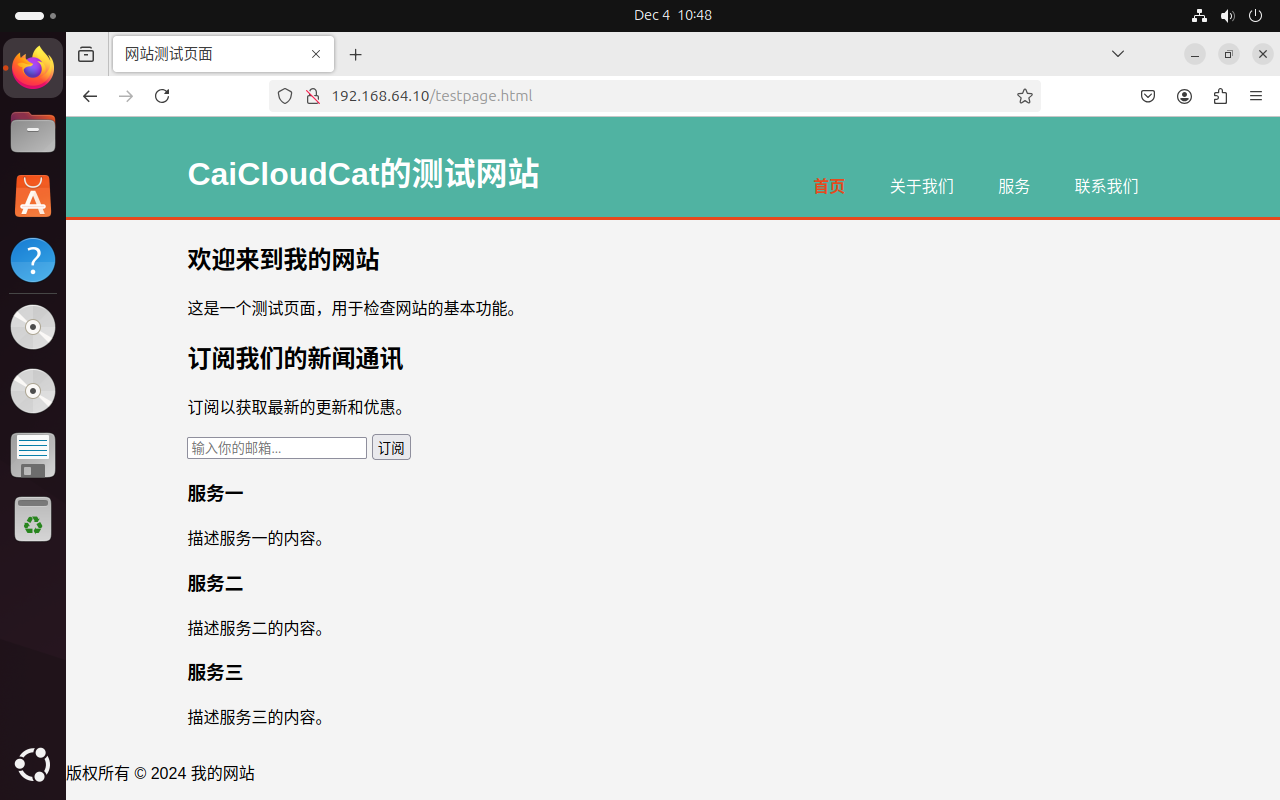 Dec 4 10:48
网站测试页面
192.168.64.10/testpage.html
CaiCloudCat的测试网站
首页 关于我们 服务 联系我们
欢迎来到我的网站
这是一个测试页面，用于检查网站的基本功能。
订阅我们的新闻通讯
订阅以获取最新的更新和优惠。
输入你的邮箱... 订阅
服务一
描述服务一的内容。
服务二
描述服务二的内容。
服务三
描述服务三的内容。
版权所有 © 2024 我的网站